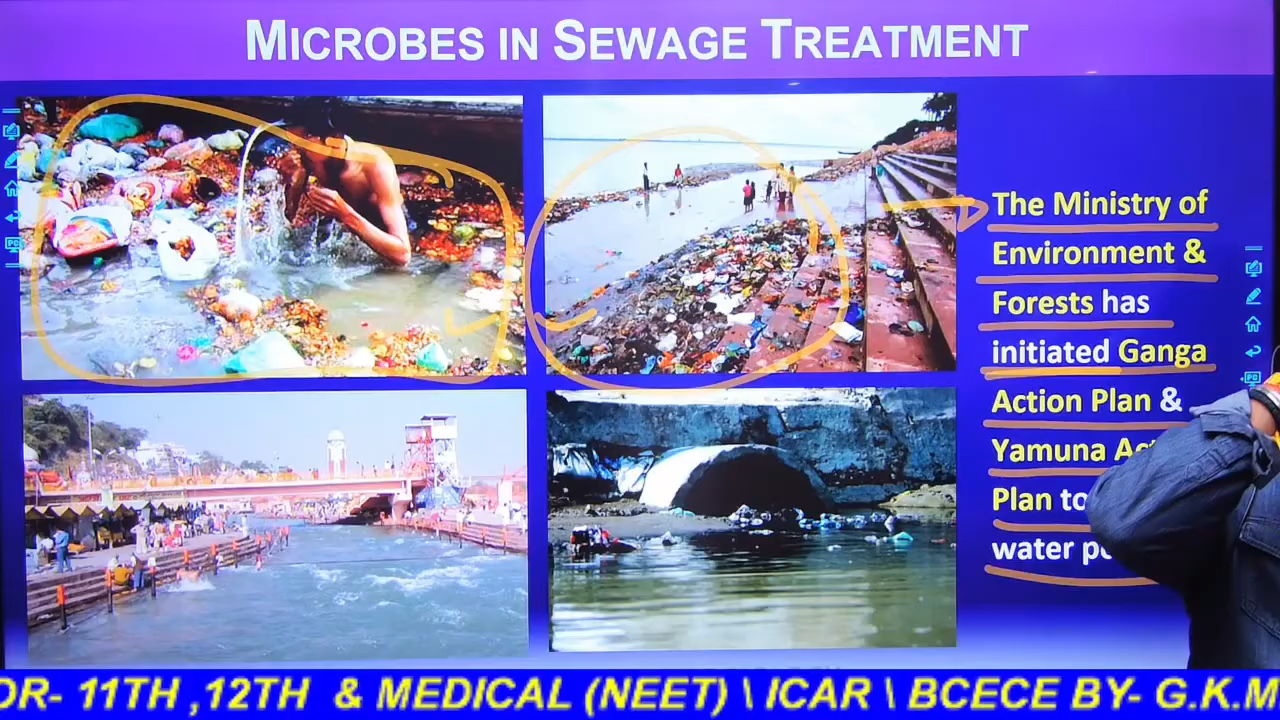 MICROBES IN SEWAGE TREATMENT
The Ministry of
Environment &
Forests has
initiated Ganga
Action Plan &
Yamuna
Plan to
water
DR- 11TH ,12TH & MEDICAL (NEET) \ ICAR \ BCECE BY- G.K.M